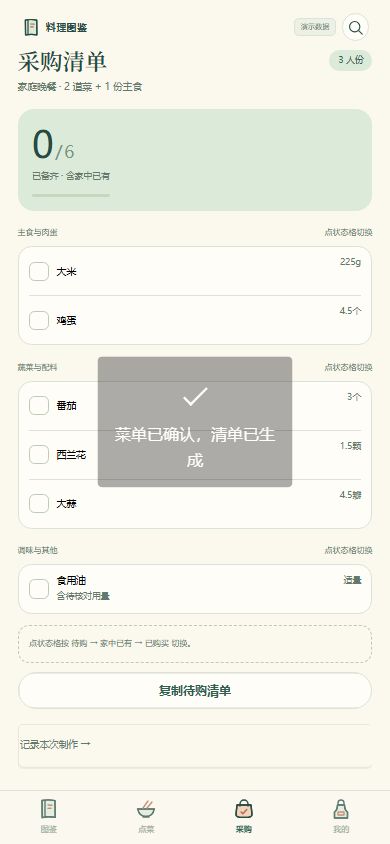 料理图鉴
演示数据
采购清单
3 人份
家庭晚餐 · 2 道菜 + 1 份主食
0/6
已备齐 · 含家中已有
主食与肉蛋
点状态格切换
大米
225g
鸡蛋
4.5个
蔬菜与配料
点状态格切换
番茄
3个
菜单已确认，清单已生
成
西兰花
1.5颗
大蒜
4.5瓣
调味与其他
点状态格切换
食用油
适量
含待核对用量
点状态格按 待购 → 家中已有 → 已购买 切换。
复制待购清单
记录本次制作 →
图鉴
点菜
采购
我的